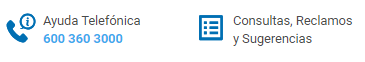 Ayuda Telefónica
600 360 3000
Consultas, Reclamos
y Sugerencias